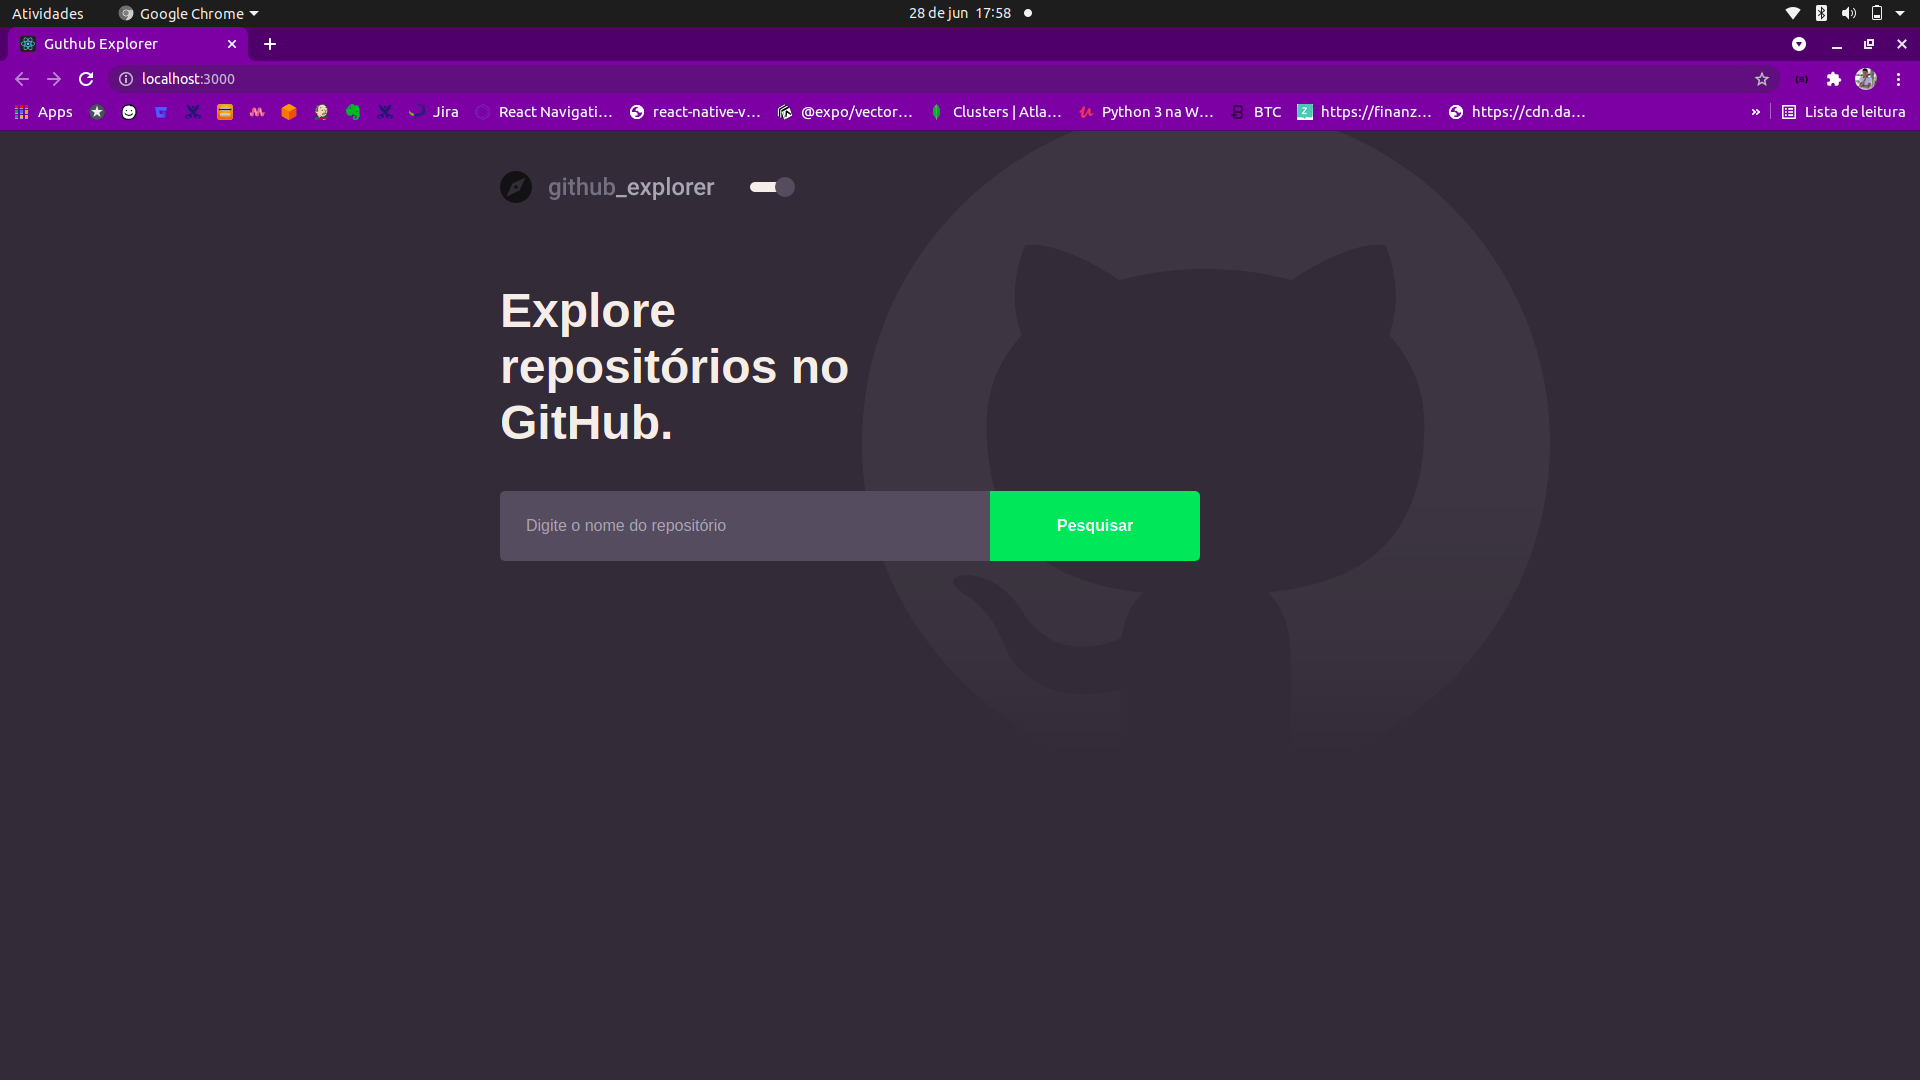 Atividades
Google Chrome
28 de jun 17:58
Guthub Explorer
localhost:3000
Apps
Jira
React Navigati...
react-native-v...
@expo/vector...
Clusters | Atla...
Python 3 na W...
BTC
https://finanz...
https://cdn.da...
»
Lista de leitura
github_explorer
Explore
repositórios no
GitHub.
Digite o nome do repositório
Pesquisar